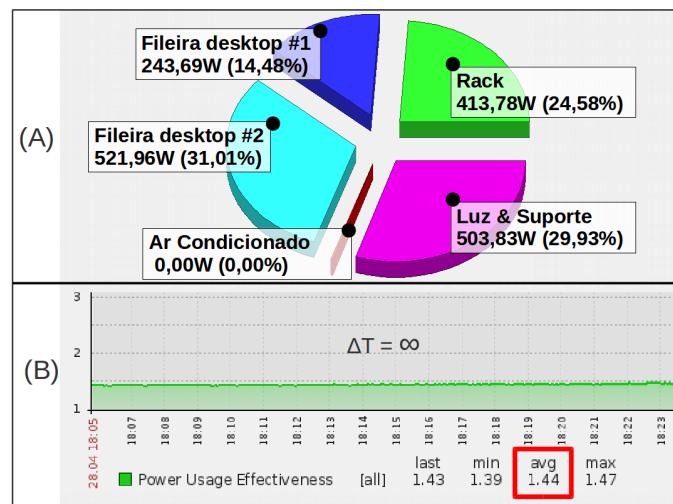 (A)
Fileira desktop #1
243,69W (14,48%)
Rack
413,78W (24,58%)
Fileira desktop #2
521,96W (31,01%)
Luz & Suporte
503,83W (29,93%)
Ar Condicionado
0,00W (0,00%)
(B)
3
2
1
ΔT = ∞
28.04 18:05
18:07
18:08
18:09
18:10
18:11
18:12
18:13
18:14
18:15
18:16
18:17
18:18
18:19
18:20
18:21
18:22
18:23
last min avg max
Power Usage Effectiveness [all] 1.43 1.39 1.44 1.47